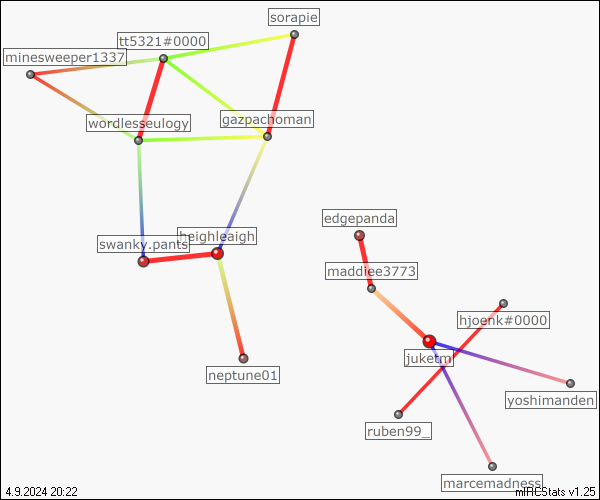 sorapie
tt5321#0000
minesweeper1337
gazpachoman
wordlesseulogy
edgepanda
heighleaigh
swanky.pants
maddiee3773
hjoenk#0000
juketm
neptune01
yoshimanden
ruben99_
marcemadness
4.9.2024 20:22
mIRCStats v1.25